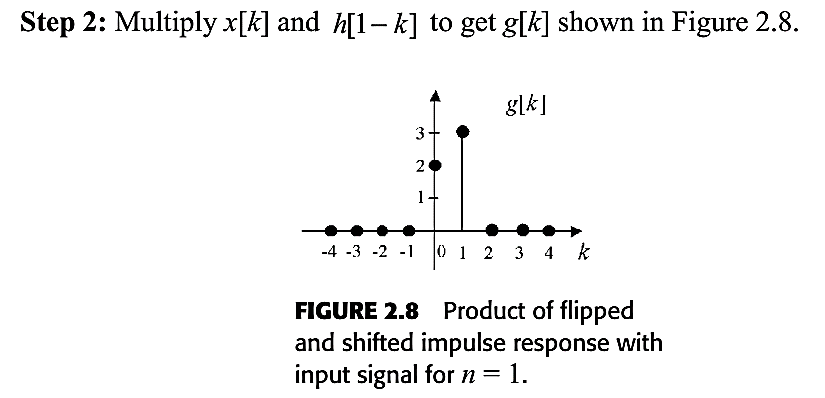 Step 2: Multiply x[k] and h[1 – k] to get g[k] shown in Figure 2.8.
g[k]
3
2
1
-4 -3 -2 -1 0 1 2 3 4 k
FIGURE 2.8 Product of flipped
and shifted impulse response with
input signal for n = 1.